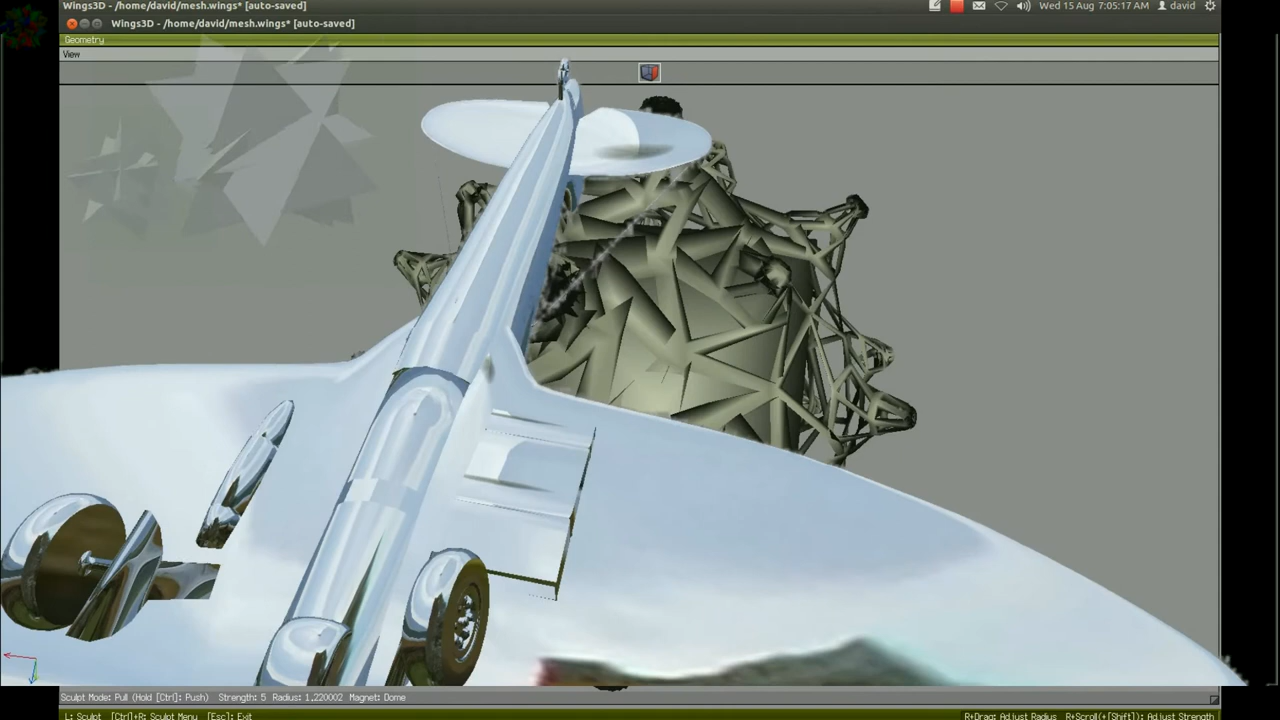 Wings3D - /home/david/mesh.wings* [auto-saved]
Wed 15 Aug 7:05:17 AM
david
Wings3D - /home/david/mesh.wings* [auto-saved]
Geometry
View
Sculpt Mode: Pull (Hold [Ctrl]: Push) Strength: 5 Radius: 1.220002 Magnet: Dome
L: Sculpt [Ctrl]+R: Sculpt Menu [Esc]: Exit
R+Drag: Adjust Radius R+Scroll(+[Shift]): Adjust Strength